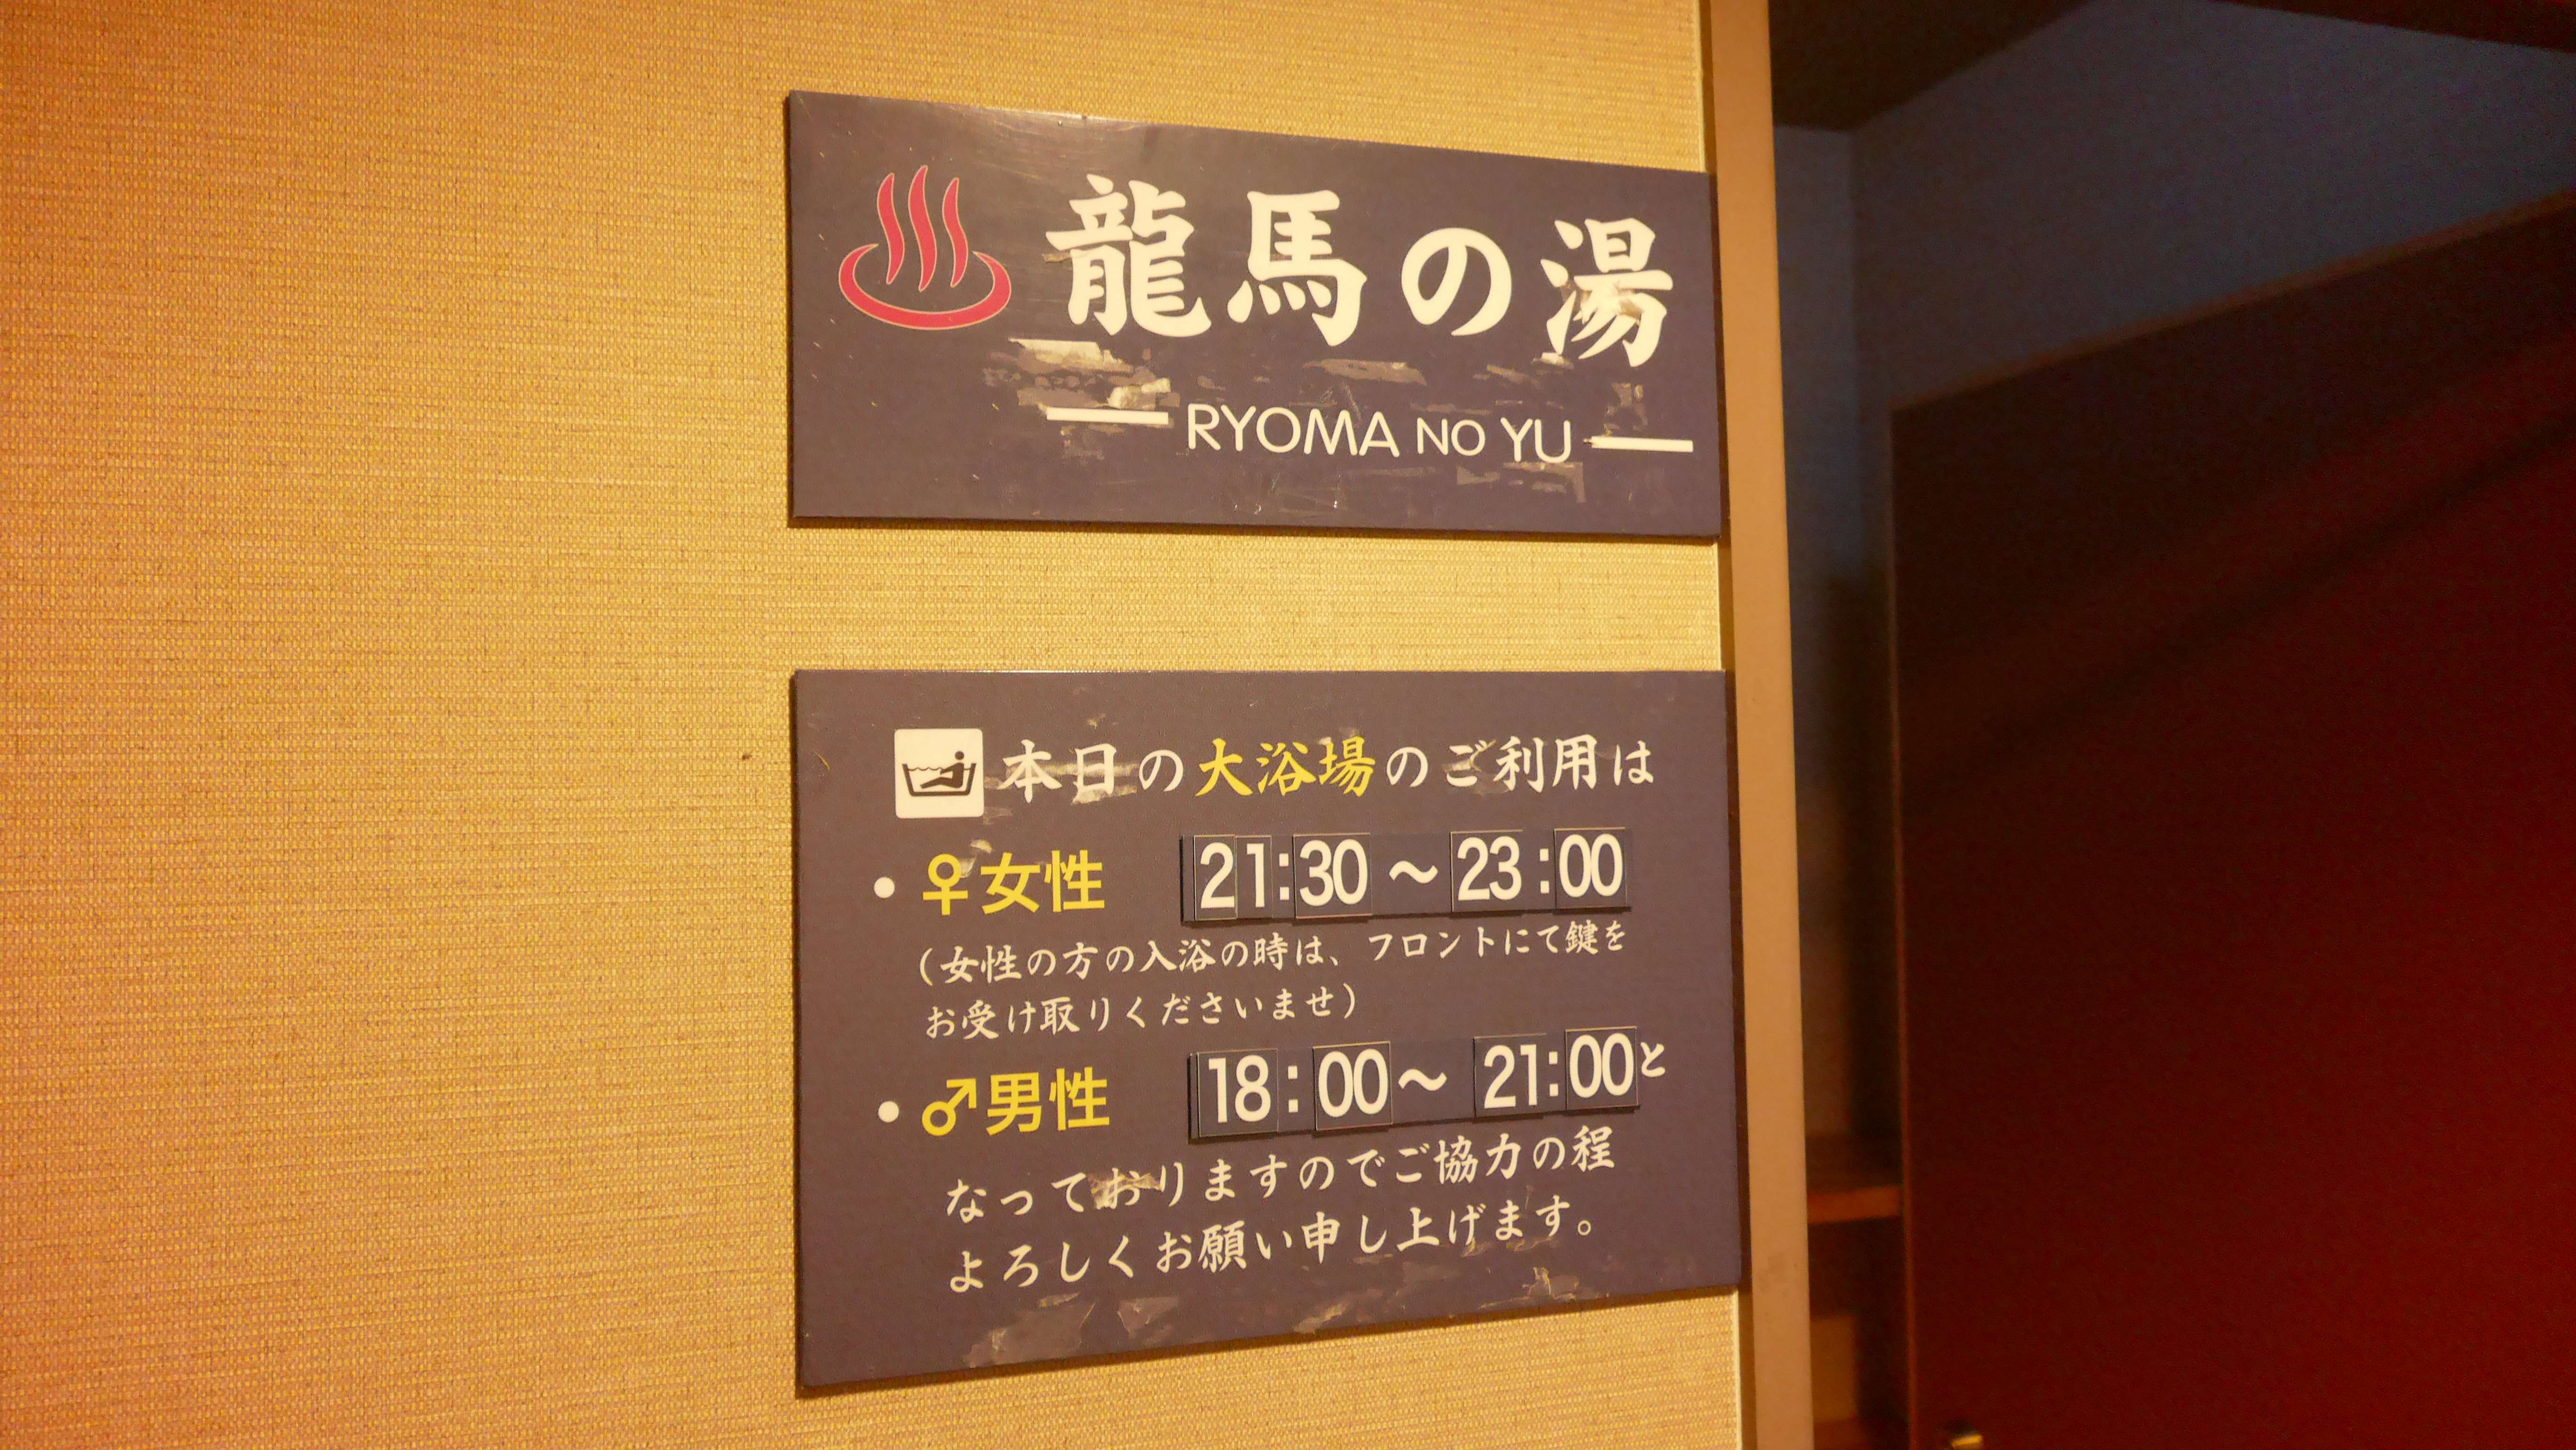 龍馬の湯
RYOMA NO YU
本日の大浴場のご利用は
・♀女性 21:30～23:00
(女性の方の入浴の時は、フロントにて鍵を
お受け取りくださいませ)
・♂男性 18:00～21:00と
なっておりますのでご協力の程
よろしくお願い申し上げます。